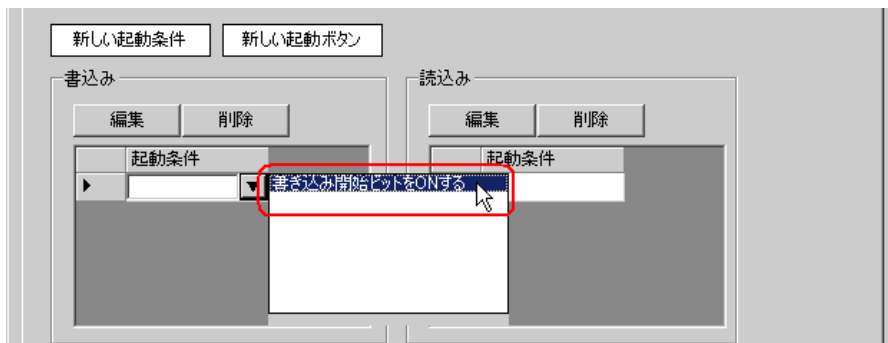 新しい起動条件 新しい起動ボタン
書込み 読込み
編集 削除 編集 削除
起動条件 起動条件
書き込み開始ビットをONする